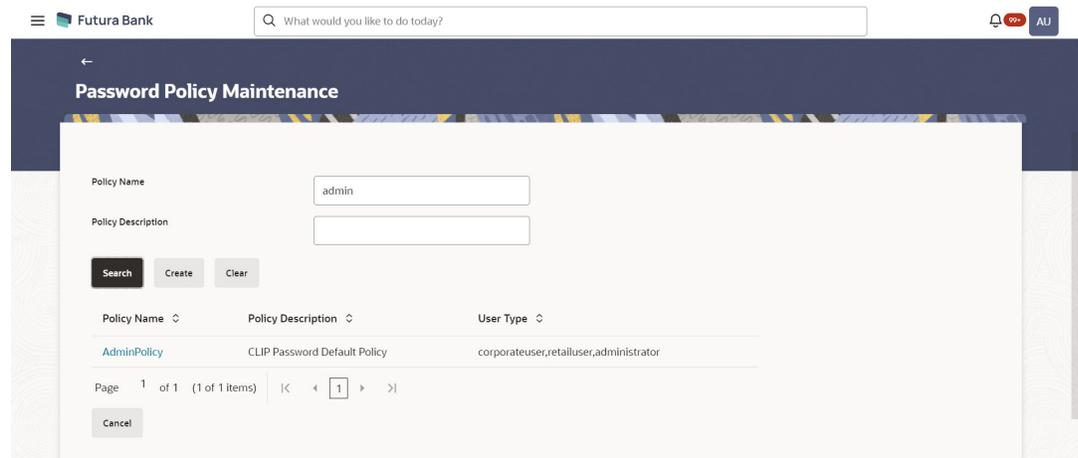 Futura Bank What would you like to do today? 99+ AU
Password Policy Maintenance
Policy Name admin
Policy Description
Search Create Clear
Policy Name Policy Description User Type
AdminPolicy CLIP Password Default Policy corporateuser,retailuser,administrator
Page 1 of 1 (1 of 1 items) 1
Cancel